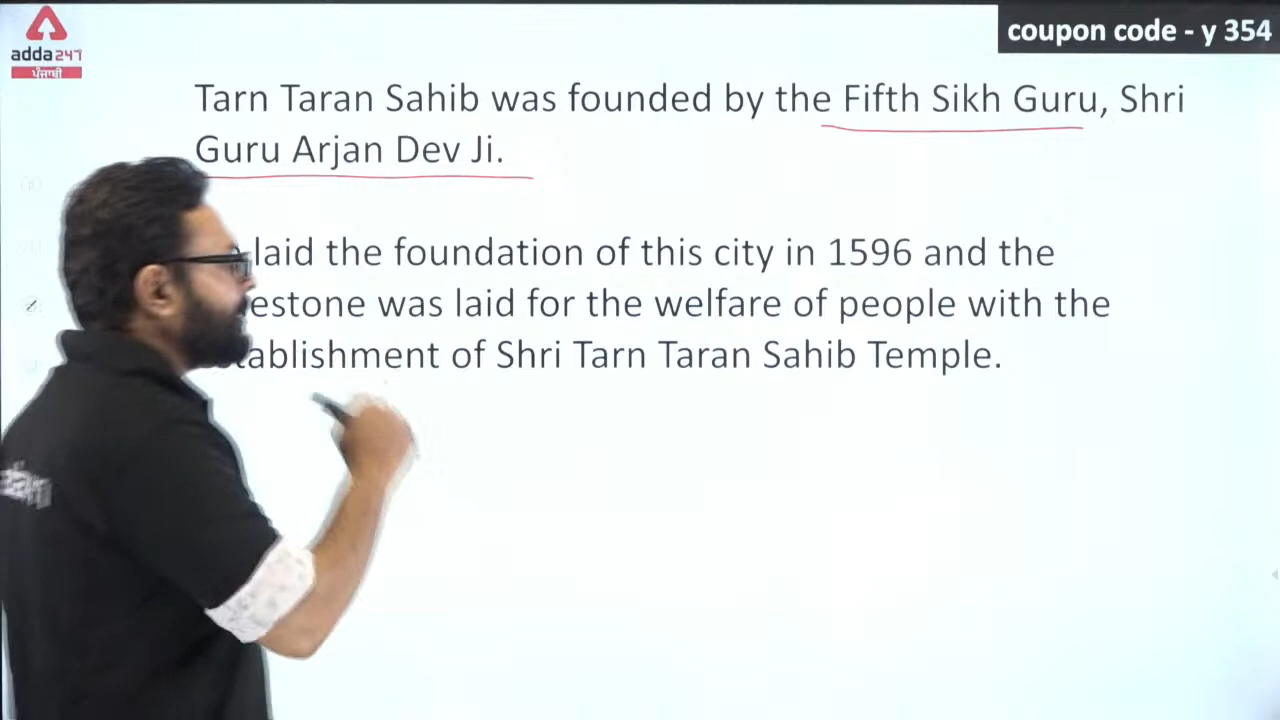 coupon code - y 354
adda247
ਪੰਜਾਬੀ
Tarn Taran Sahib was founded by the Fifth Sikh Guru, Shri
Guru Arjan Dev Ji.
laid the foundation of this city in 1596 and the
was laid for the welfare of people with the
of Shri Tarn Taran Sahib Temple.